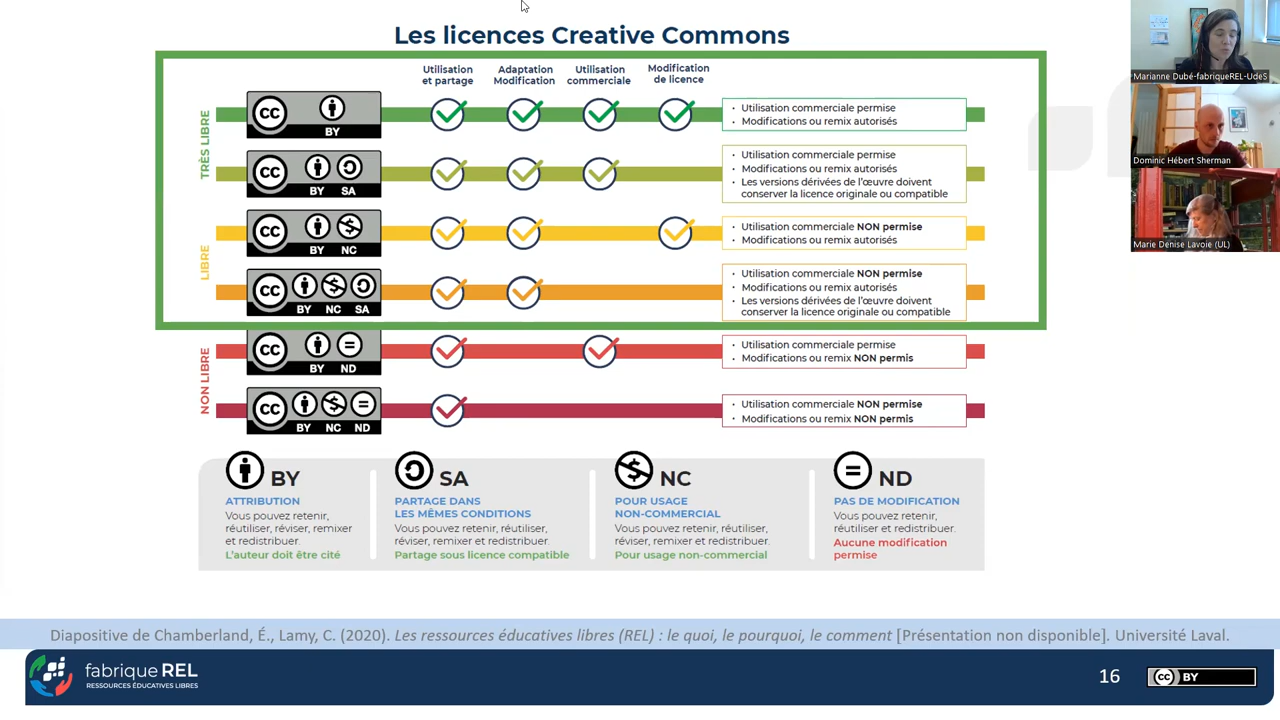 Les licences Creative Commons
Utilisation
et partage
Adaptation
Modification
Utilisation
commerciale
Modification
de licence
TRÈS LIBRE
CC
BY
• Utilisation commerciale permise
• Modifications ou remix autorisés
CC
BY SA
• Utilisation commerciale permise
• Modifications ou remix autorisés
• Les versions dérivées de l'œuvre doivent
conserver la licence originale ou compatible
LIBRE
CC
BY NC
• Utilisation commerciale NON permise
• Modifications ou remix autorisés
CC
BY NC SA
• Utilisation commerciale NON permise
• Modifications ou remix autorisés
• Les versions dérivées de l'œuvre doivent
conserver la licence originale ou compatible
NON LIBRE
CC
BY ND
• Utilisation commerciale permise
• Modifications ou remix NON permis
CC
BY NC ND
• Utilisation commerciale NON permise
• Modifications ou remix NON permis
BY
ATTRIBUTION
Vous pouvez retenir,
réutiliser, réviser, remixer
et redistribuer.
L'auteur doit être cité
SA
PARTAGE DANS
LES MÊMES CONDITIONS
Vous pouvez retenir, réutiliser,
réviser, remixer et redistribuer.
Partage sous licence compatible
NC
POUR USAGE
NON-COMMERCIAL
Vous pouvez retenir, réutiliser,
réviser, remixer et redistribuer.
Pour usage non-commercial
ND
PAS DE MODIFICATION
Vous pouvez retenir,
réutiliser et redistribuer.
Aucune modification
permise
Diapositive de Chamberland, É., Lamy, C. (2020). Les ressources éducatives libres (REL) : le quoi, le pourquoi, le comment [Présentation non disponible]. Université Laval.
fabrique REL
RESSOURCES ÉDUCATIVES LIBRES
16
CC BY
Marianne Dubé-fabriqueREL-UdeS
Dominic Hébert Sherman
Marie Denise Lavoie (UL)